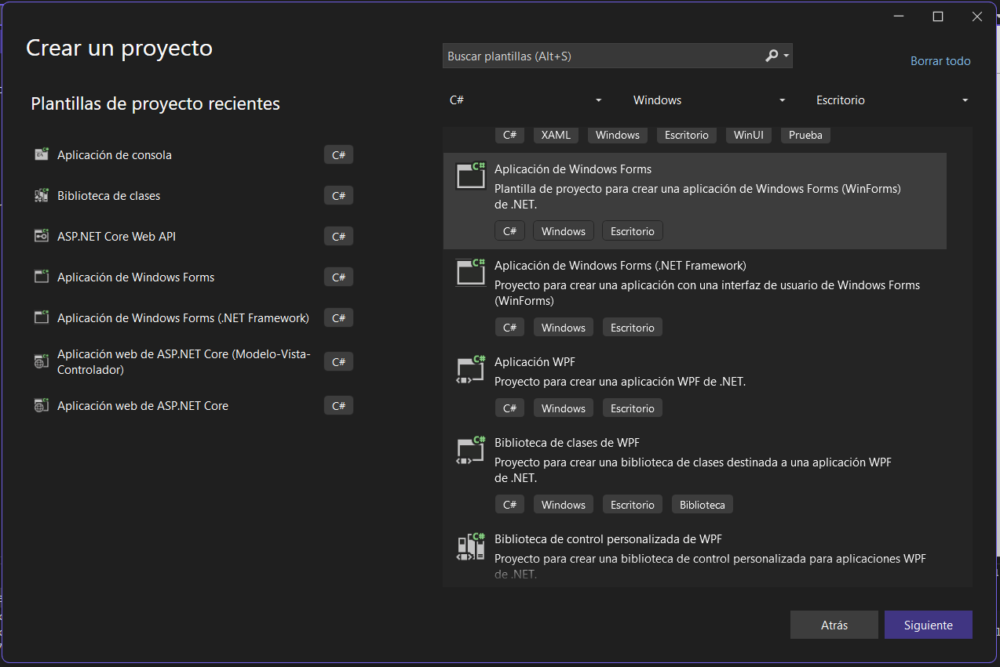 Crear un proyecto
Buscar plantillas (Alt+S)
Borrar todo
Plantillas de proyecto recientes
C#
Windows
Escritorio
Aplicación de consola
C#
Biblioteca de clases
C#
ASP.NET Core Web API
C#
Aplicación de Windows Forms
C#
Aplicación de Windows Forms (.NET Framework)
C#
Aplicación web de ASP.NET Core (Modelo-Vista-
Controlador)
C#
Aplicación web de ASP.NET Core
C#
C# XAML Windows Escritorio WinUI Prueba
Aplicación de Windows Forms
Plantilla de proyecto para crear una aplicación de Windows Forms (WinForms)
de .NET.
C# Windows Escritorio
Aplicación de Windows Forms (.NET Framework)
Proyecto para crear una aplicación con una interfaz de usuario de Windows Forms
(WinForms)
C# Windows Escritorio
Aplicación WPF
Proyecto para crear una aplicación WPF de .NET.
C# Windows Escritorio
Biblioteca de clases de WPF
Proyecto para crear una biblioteca de clases destinada a una aplicación WPF
de .NET.
C# Windows Escritorio Biblioteca
Biblioteca de control personalizada de WPF
Proyecto para crear una biblioteca de control personalizada para aplicaciones WPF
de .NET.
Atrás
Siguiente